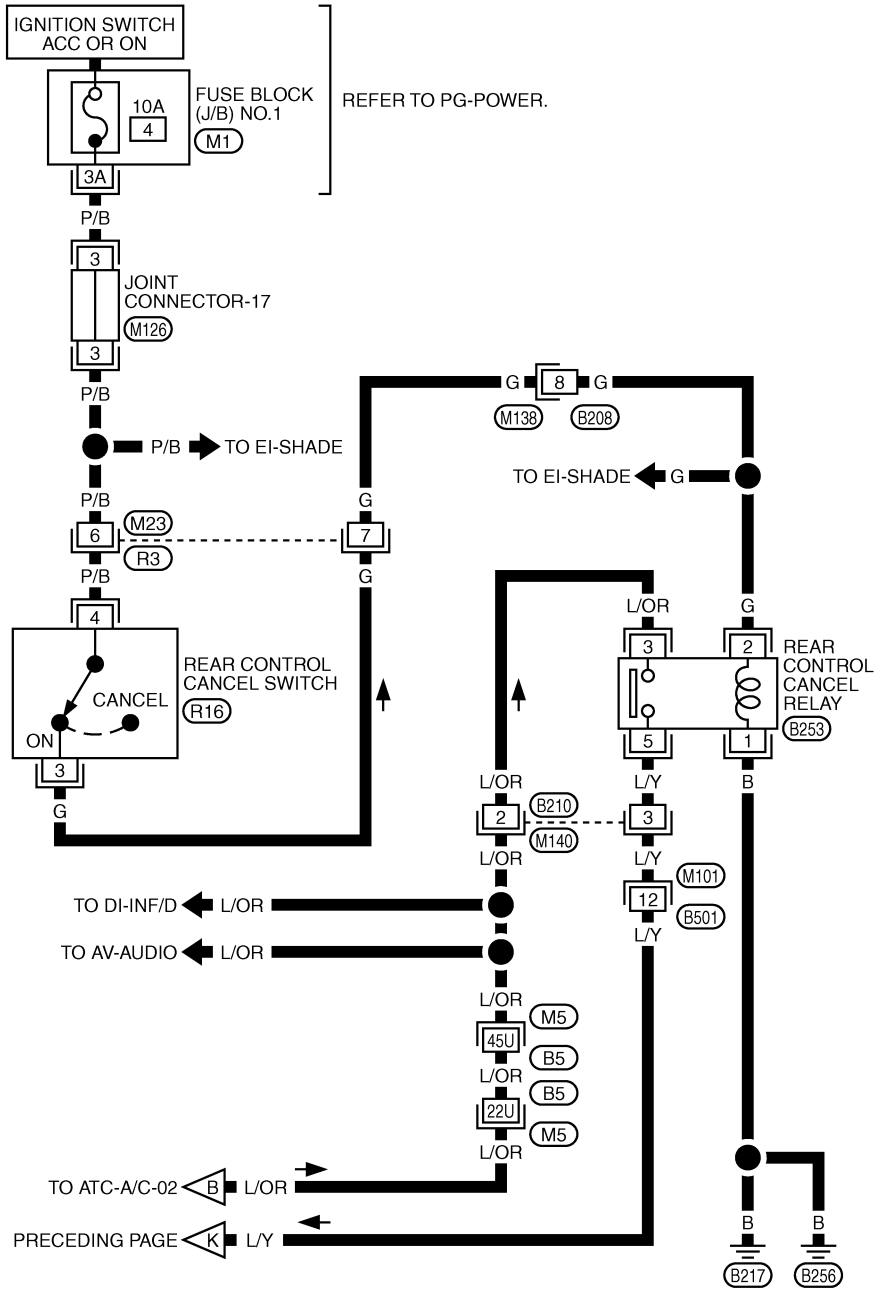 IGNITION SWITCH
ACC OR ON
10A
4
FUSE BLOCK
(J/B) NO.1
M1
REFER TO PG-POWER.
3A
P/B
3
JOINT
CONNECTOR-17
M126
3
P/B
P/B
TO EI-SHADE
P/B
6
M23
R3
P/B
4
REAR CONTROL
CANCEL SWITCH
R16
CANCEL
ON
3
G
G
7
G
G
8
G
M138
B208
TO EI-SHADE
G
L/OR
G
3
2
REAR
CONTROL
CANCEL
RELAY
B253
5
1
L/OR
L/Y
B
2
B210
M140
3
L/OR
L/Y
M101
12
B501
L/Y
TO DI-INF/D
L/OR
TO AV-AUDIO
L/OR
L/OR
M5
45U
B5
L/OR
B5
22U
M5
L/OR
TO ATC-A/C-02
B
L/OR
PRECEDING PAGE
K
L/Y
B
B
B217
B256